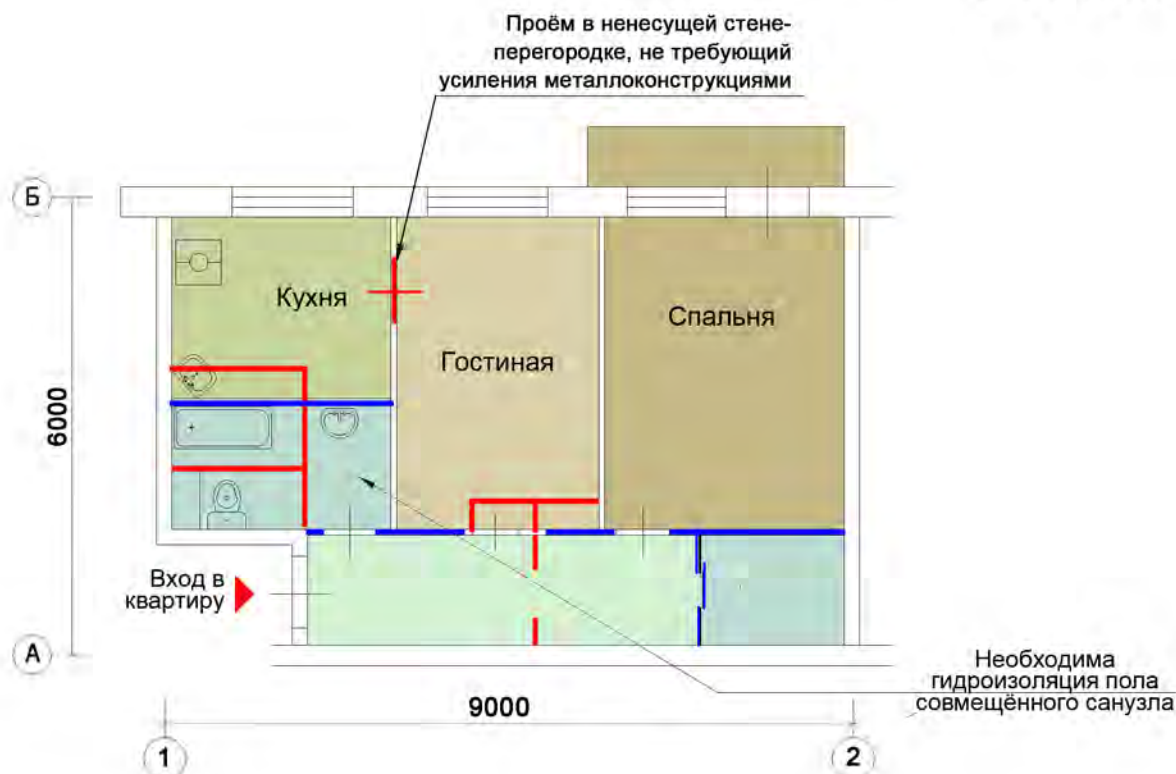 Проём в ненесущей стене-
перегородке, не требующий
усиления металлоконструкциями
Б
Кухня
Гостиная
Спальня
6000
Вход в
квартиру
А
Необходима
гидроизоляция пола
совмещённого санузла
9000
1
2